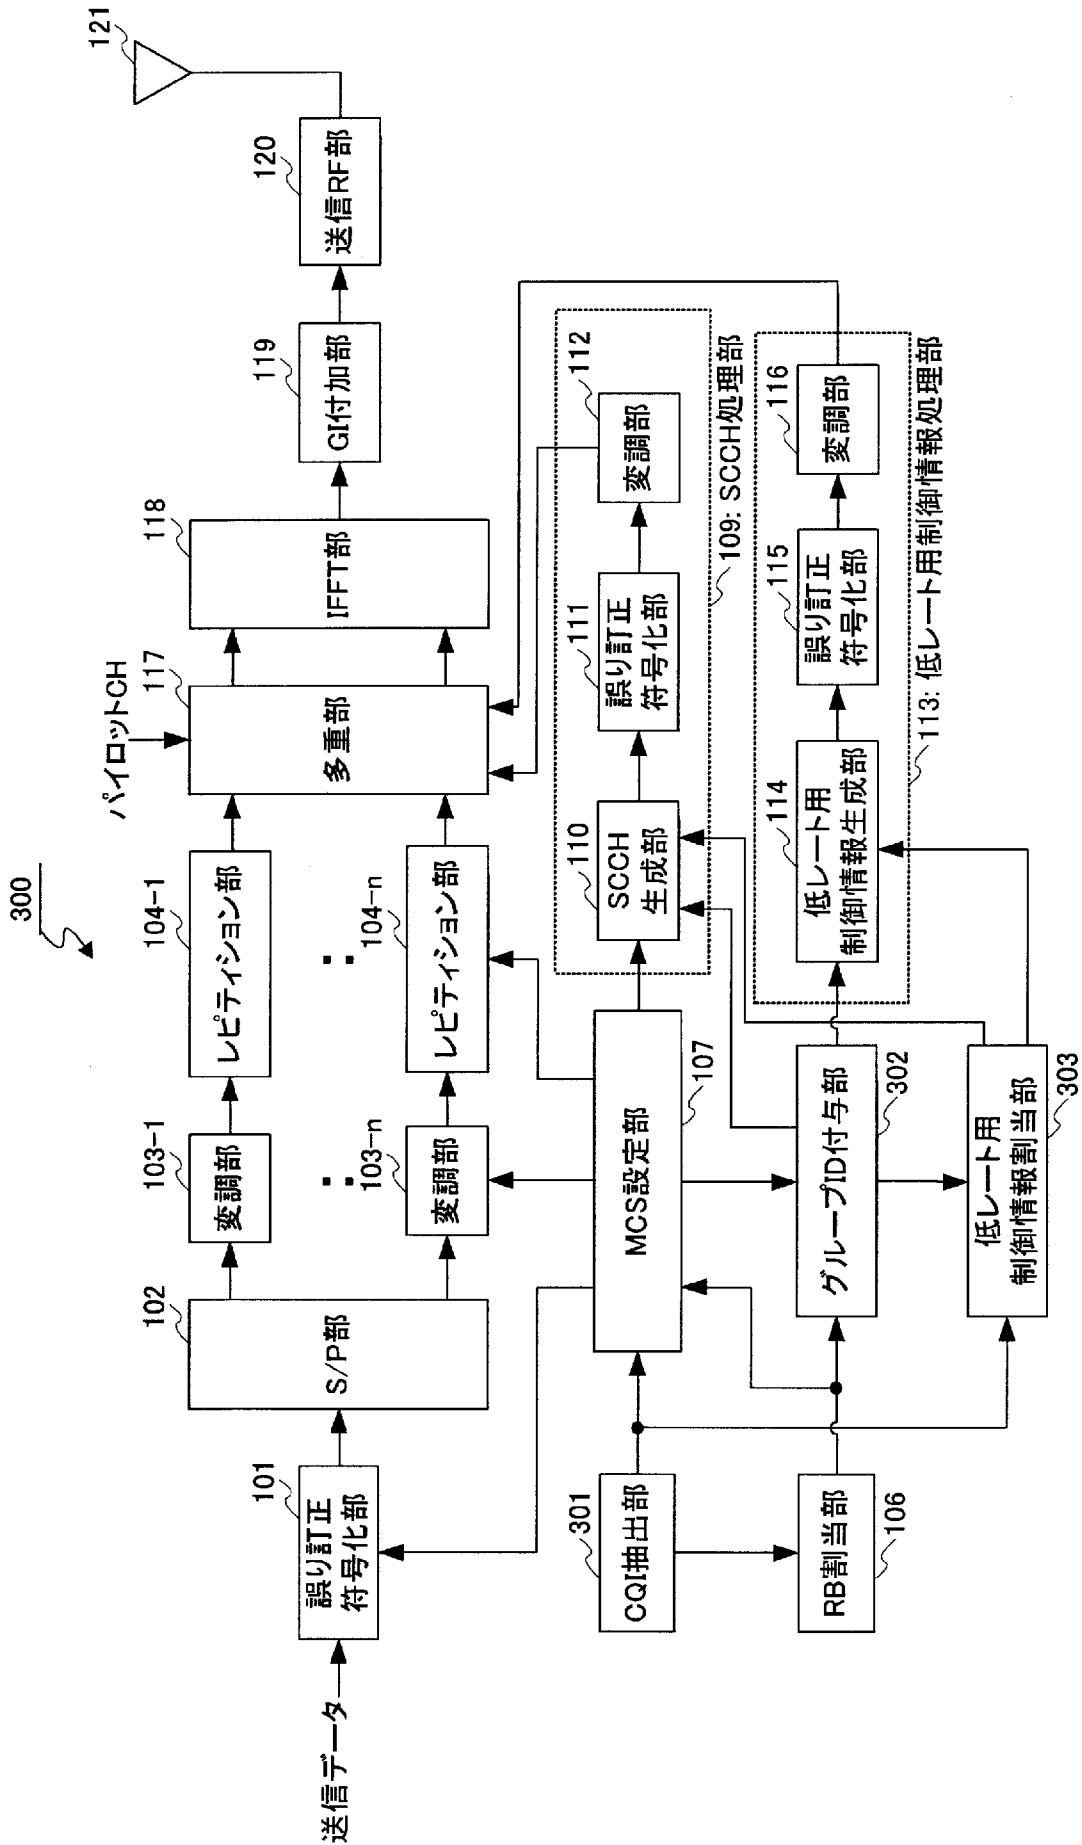 300
送信データ
101
誤り訂正
符号化部
102
S/P部
103-1
変調部
103-n
変調部
104-1
レピティション部
104-n
レピティション部
パイロットCH
117
多重部
118
IFFT部
119
GI付加部
120
送信RF部
121
301
CQI抽出部
106
RB割当部
MCS設定部
107
グループID付与部
302
低レート用
制御情報割当部
303
110
SCCH
生成部
111
誤り訂正
符号化部
112
変調部
109: SCCH処理部
114
低レート用
制御情報生成部
115
誤り訂正
符号化部
116
変調部
113: 低レート用制御情報処理部